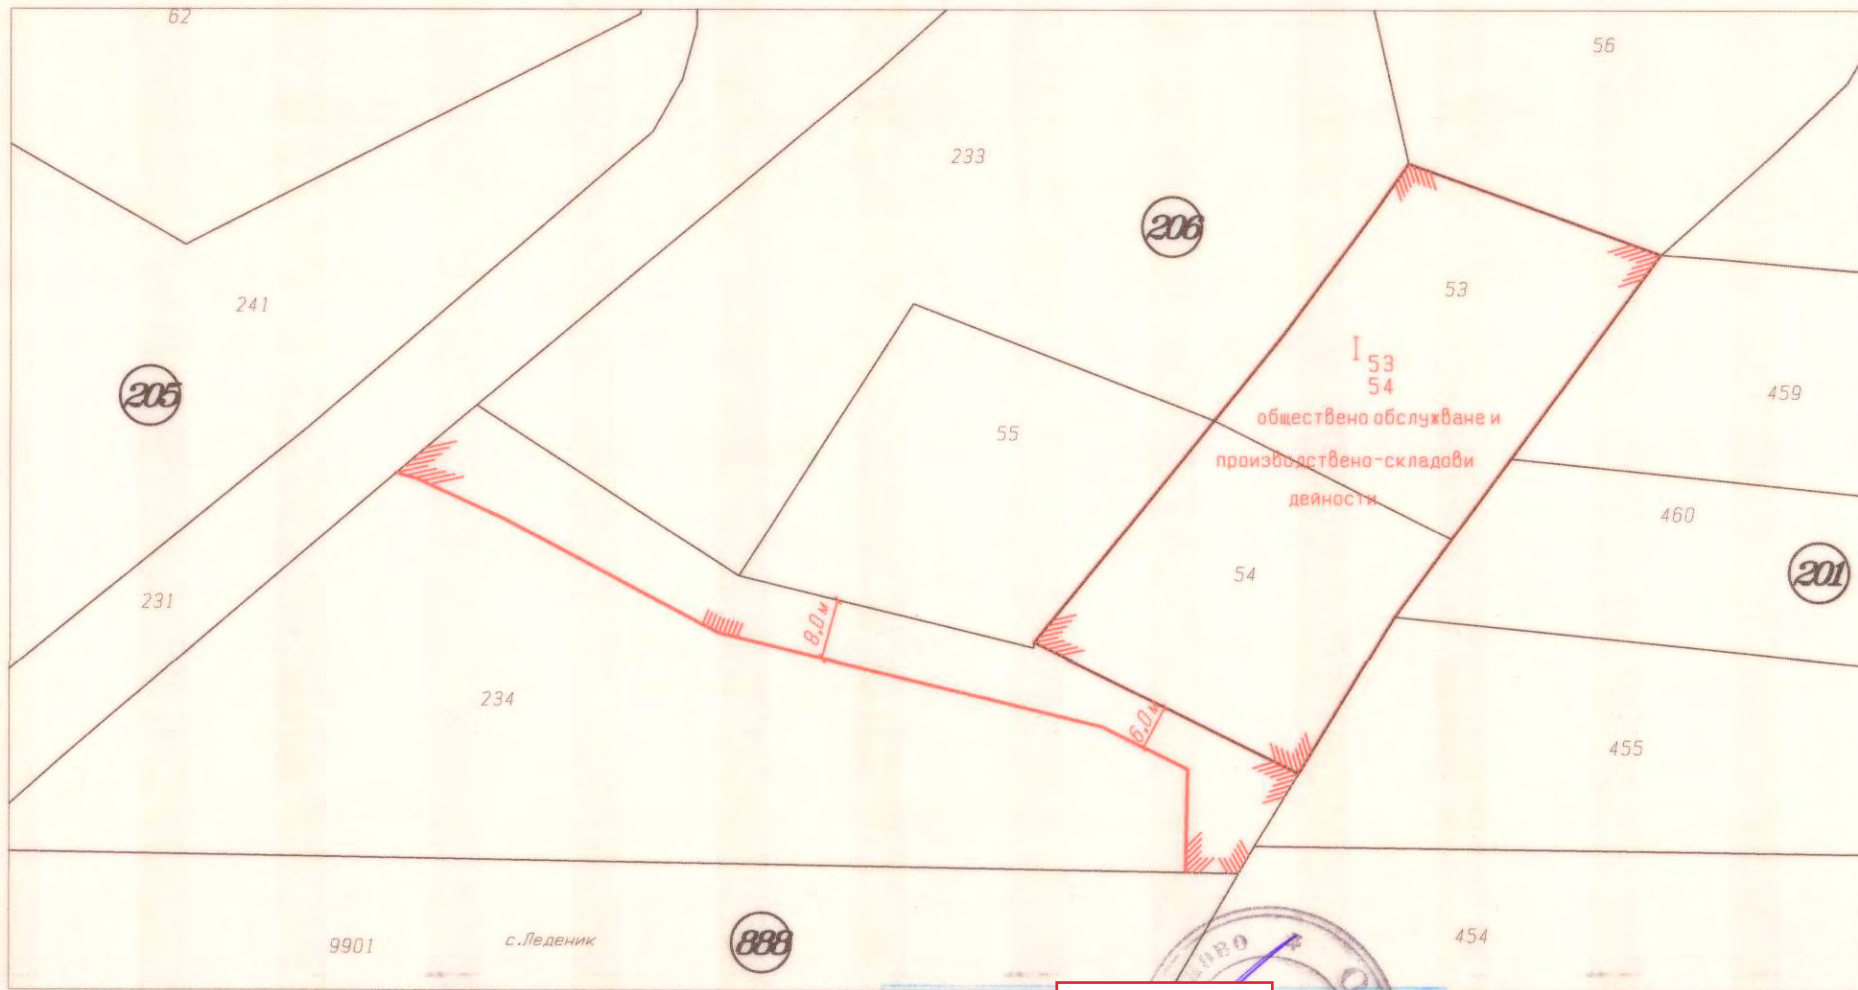 62
56
233
206
241
53
I 53
54
205
459
обществено обслужване и
55
производствено-складови
дейности
460
54
201
231
8,0м
234
6,0м
455
454
9901
с.Леденик
888